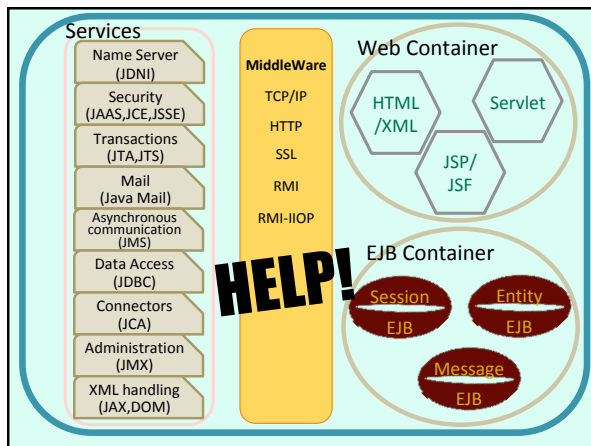 Services
Name Server
(JDNI)
Security
(JAAS,JCE,JSSE)
Transactions
(JTA,JTS)
Mail
(Java Mail)
Asynchronous
communication
(JMS)
Data Access
(JDBC)
Connectors
(JCA)
Administration
(JMX)
XML handling
(JAX,DOM)
MiddleWare
TCP/IP
HTTP
SSL
RMI
RMI-IIOP
HELP!
Web Container
HTML
/XML
Servlet
JSP/
JSF
EJB Container
Session
EJB
Entity
EJB
Message
EJB